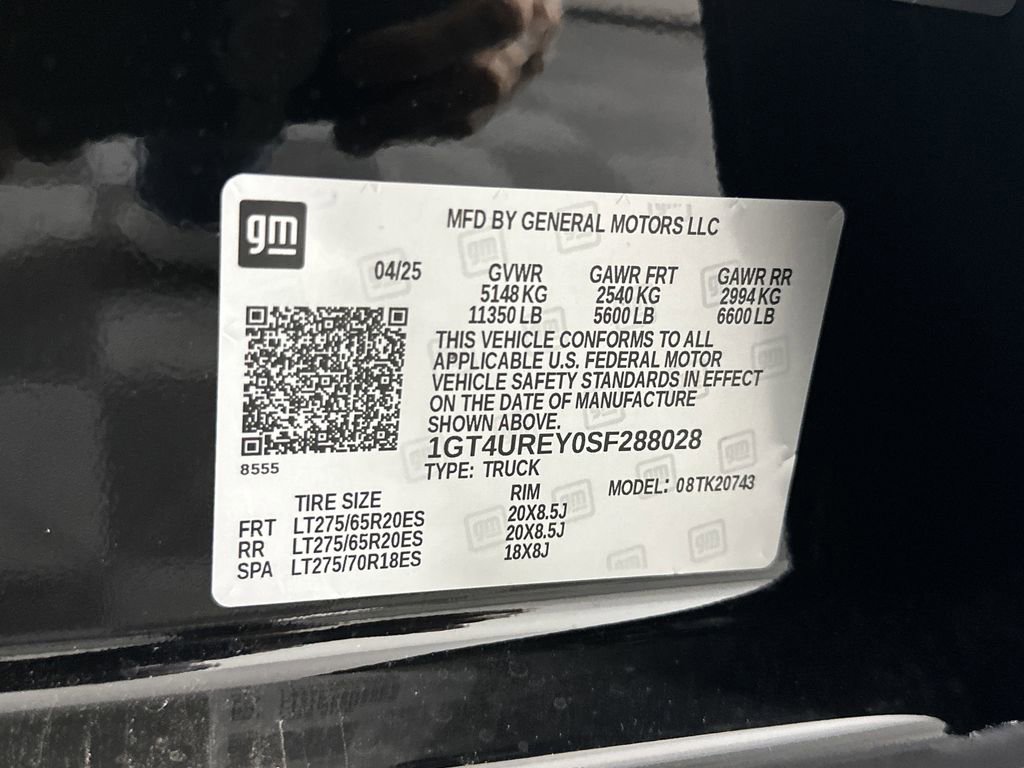 gm
MFD BY GENERAL MOTORS LLC
04/25 GVWR GAWR FRT GAWR RR
5148 KG 2540 KG 2994 KG
11350 LB 5600 LB 6600 LB
THIS VEHICLE CONFORMS TO ALL
APPLICABLE U.S. FEDERAL MOTOR
VEHICLE SAFETY STANDARDS IN EFFECT
ON THE DATE OF MANUFACTURE
SHOWN ABOVE.
1GT4UREY0SF288028
8555
TYPE: TRUCK
MODEL: 08TK20743
TIRE SIZE RIM
FRT LT275/65R20ES 20X8.5J
RR LT275/65R20ES 20X8.5J
SPA LT275/70R18ES 18X8J